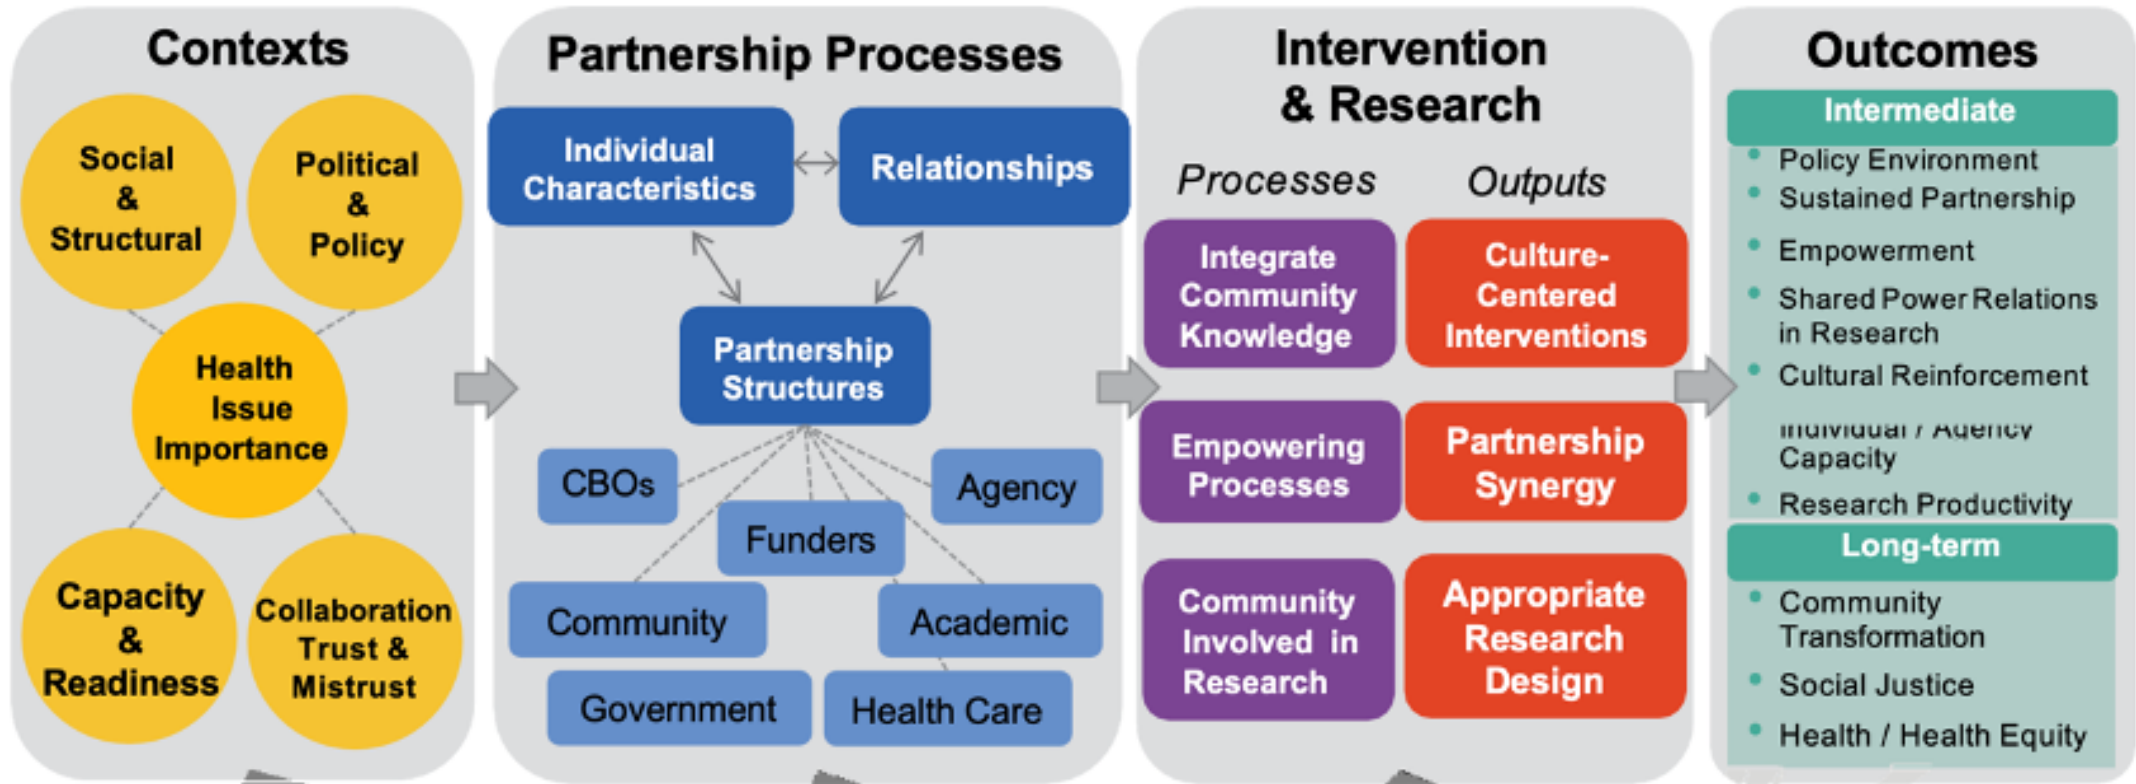 Contexts
Social
&
Structural
Political
&
Policy
Health
Issue
Importance
Capacity
&
Readiness
Collaboration
Trust &
Mistrust
Partnership Processes
Individual
Characteristics
Relationships
Partnership
Structures
CBOs
Agency
Funders
Community
Academic
Government
Health Care
Intervention
& Research
Processes
Outputs
Integrate
Community
Knowledge
Culture-
Centered
Interventions
Empowering
Processes
Partnership
Synergy
Community
Involved in
Research
Appropriate
Research
Design
Outcomes
Intermediate
• Policy Environment
• Sustained Partnership
• Empowerment
• Shared Power Relations
in Research
• Cultural Reinforcement
Individual / Agency
Capacity
• Research Productivity
Long-term
• Community
Transformation
• Social Justice
• Health / Health Equity